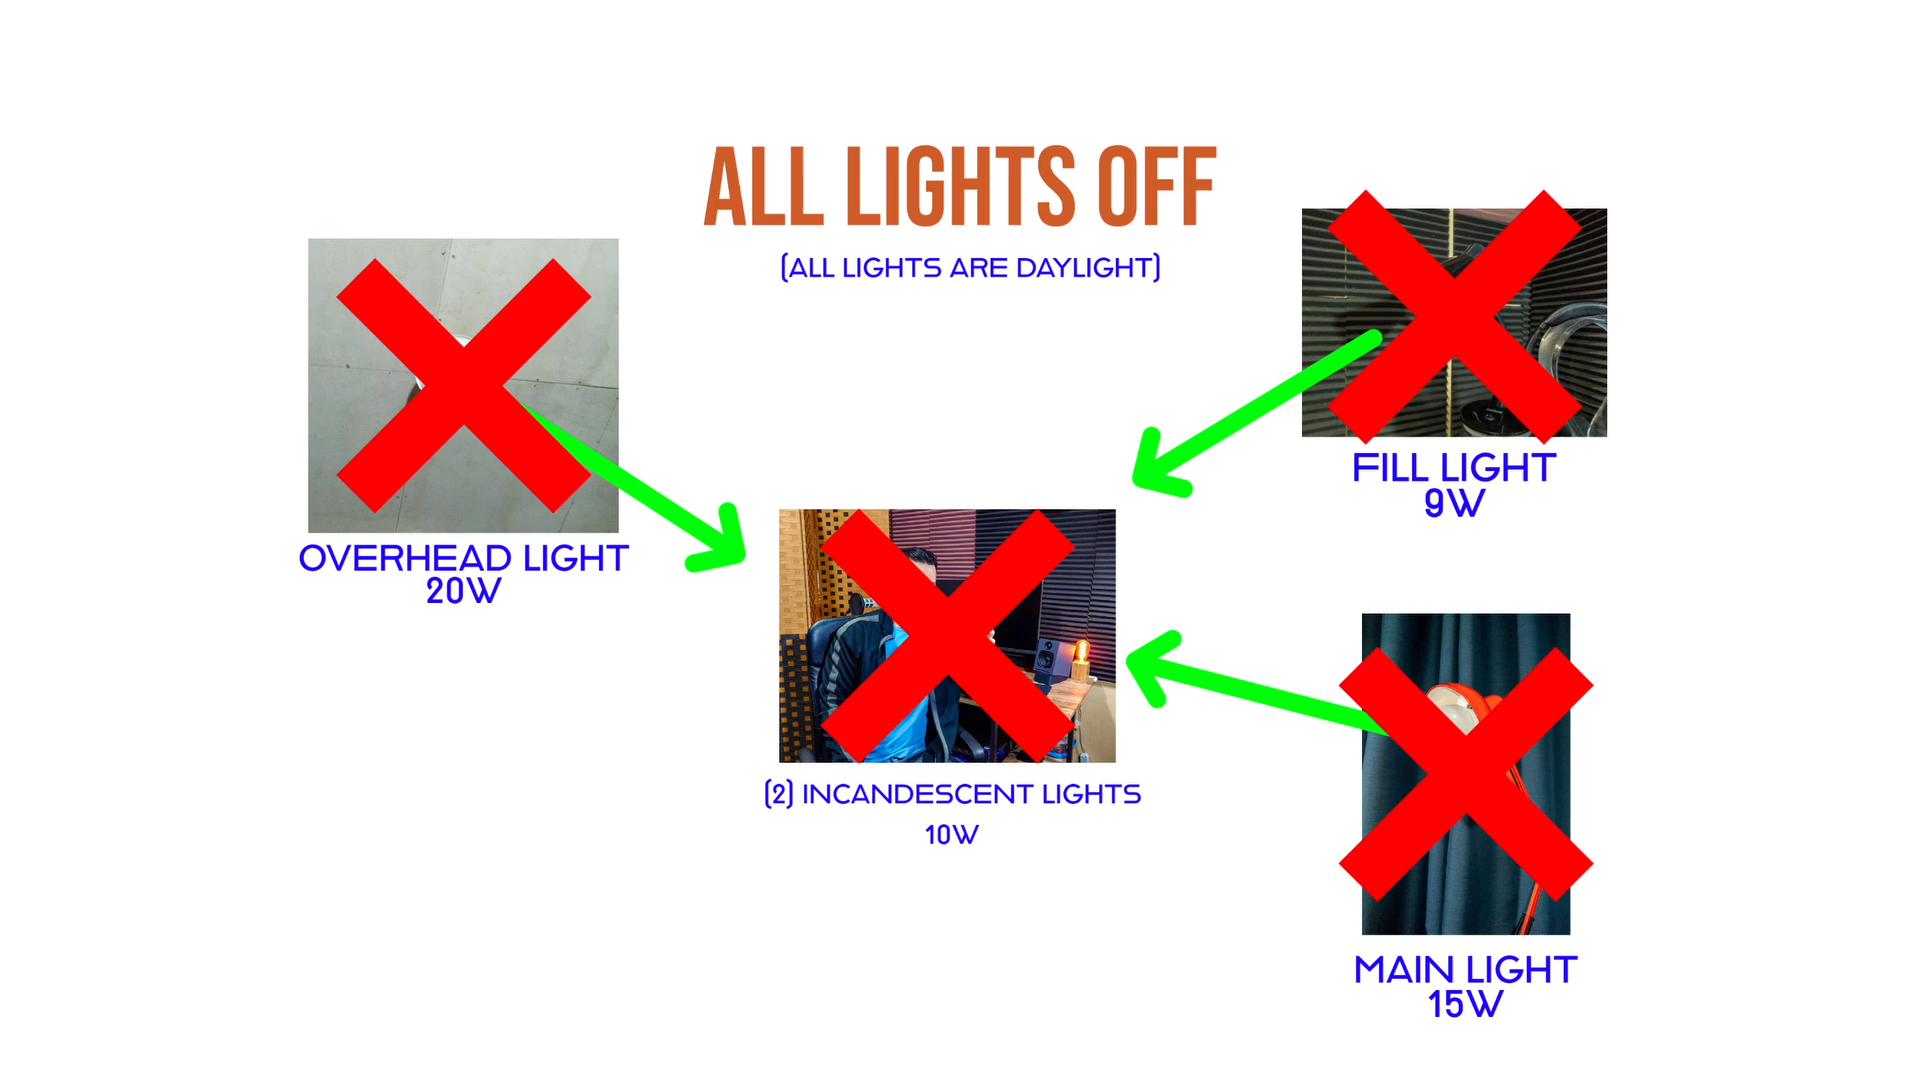 ALL LIGHTS OFF
(ALL LIGHTS ARE DAYLIGHT)
OVERHEAD LIGHT
20W
FILL LIGHT
9W
(2) INCANDESCENT LIGHTS
10W
MAIN LIGHT
15W